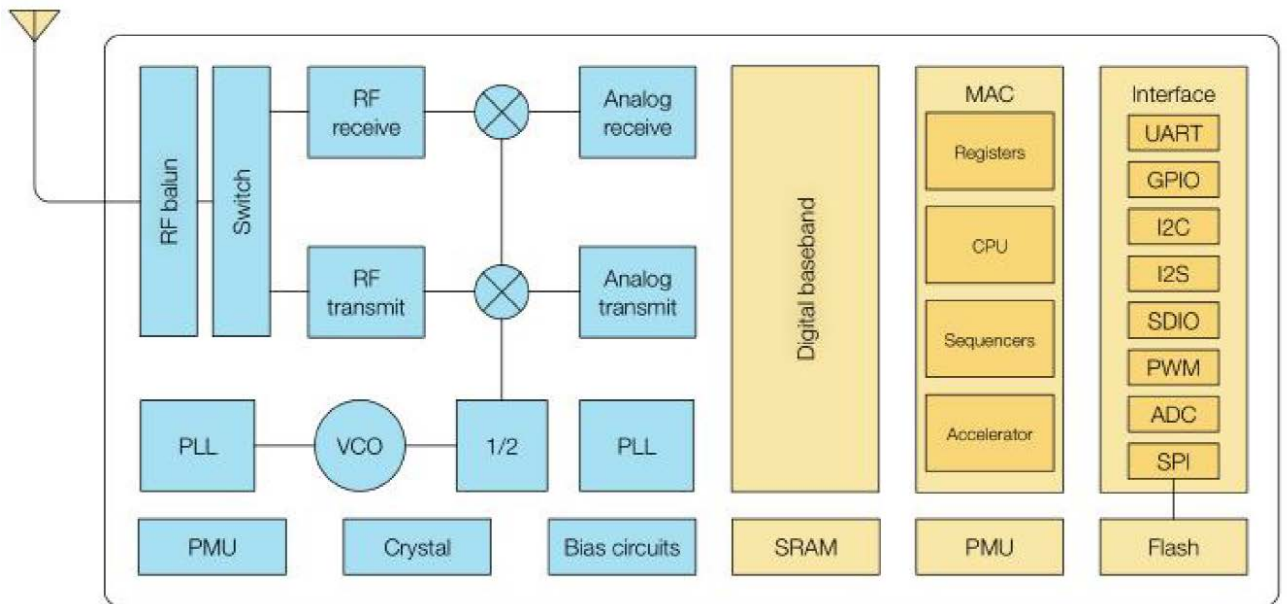 RF balun
Switch
RF
receive
Analog
receive
RF
transmit
Analog
transmit
PLL
VCO
1/2
PLL
PMU
Crystal
Bias circuits
Digital baseband
SRAM
MAC
Registers
CPU
Sequencers
Accelerator
PMU
Interface
UART
GPIO
I2C
I2S
SDIO
PWM
ADC
SPI
Flash